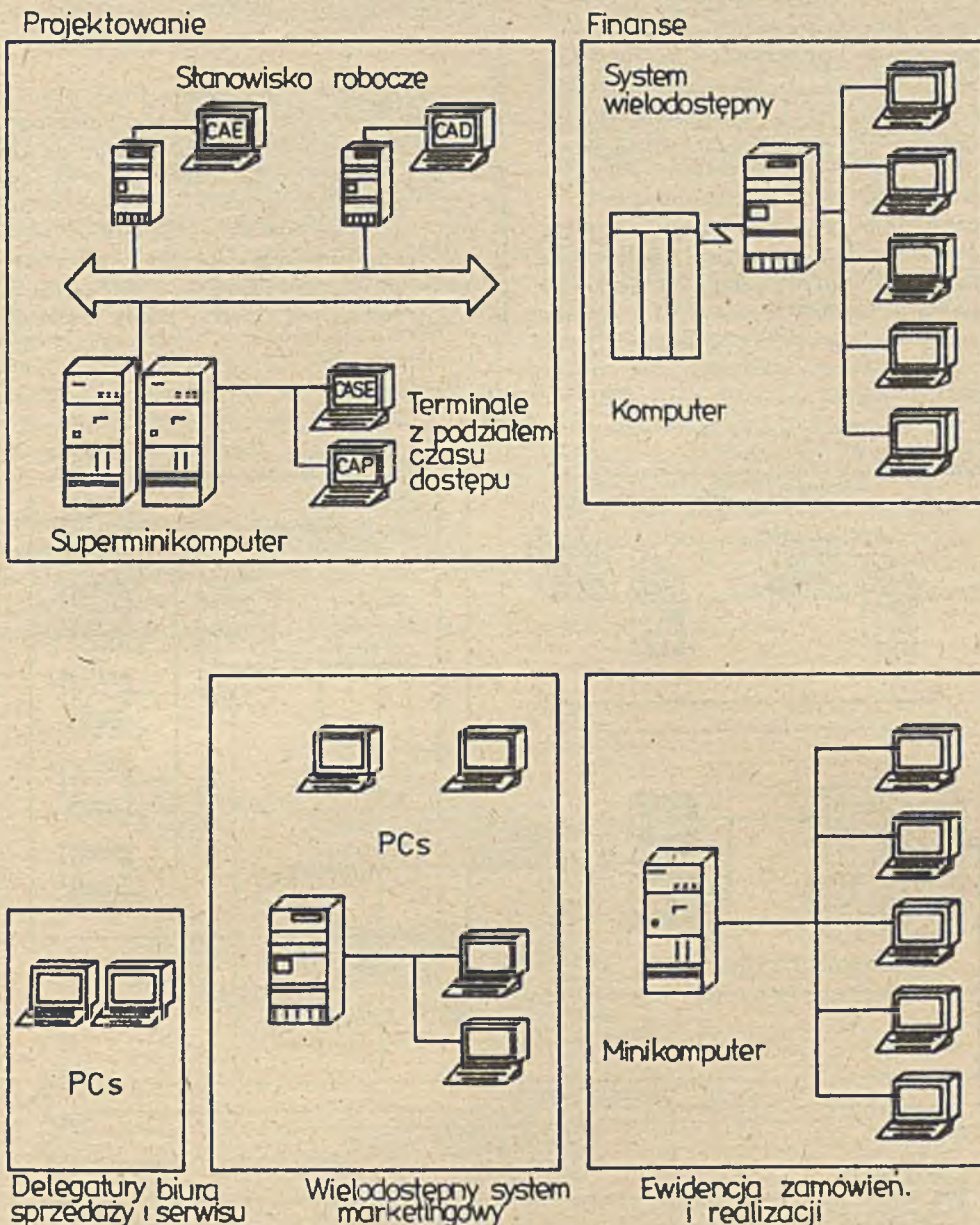 Projektowanie
Stanowisko robocze
CAE
CAD
CASE
CAP
Terminale
z podziałem
czasu
dostępu
Superminikomputer
Finanse
System
wielodostępny
Komputer
PCs
Delegatury biura
sprzedaży i serwisu
PCs
Wielodostępny system
marketingowy
Minikomputer
Ewidencja zamówień.
i realizacji